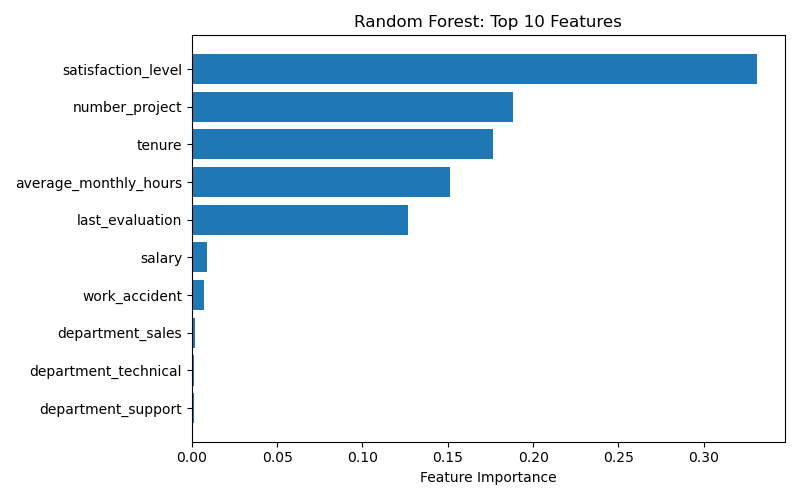 Random Forest: Top 10 Features
satisfaction_level
number_project
tenure
average_monthly_hours
last_evaluation
salary
work_accident
department_sales
department_technical
department_support
0.00 0.05 0.10 0.15 0.20 0.25 0.30
Feature Importance